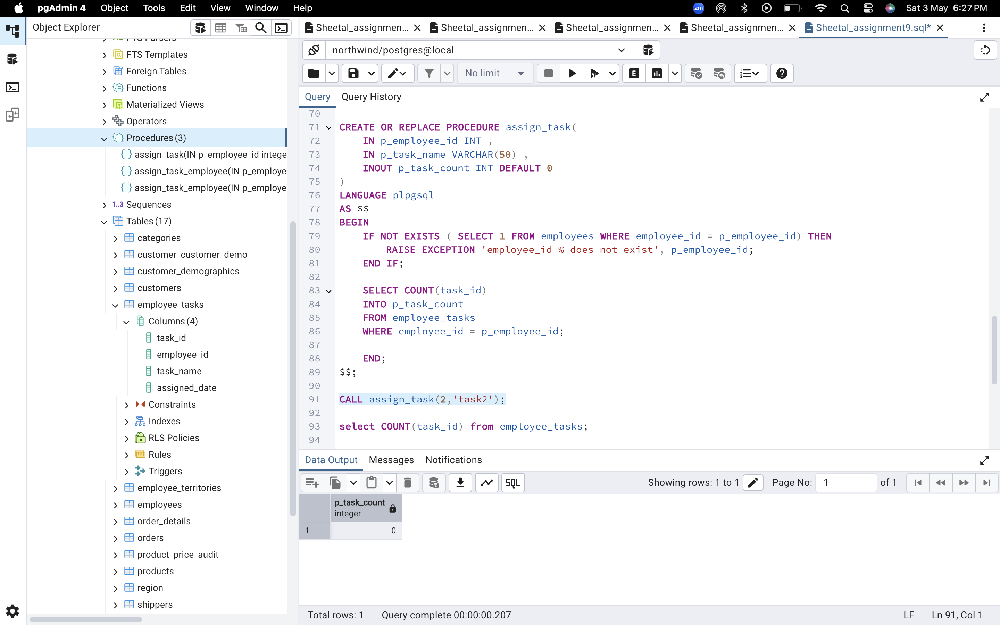 pgAdmin 4 Object Tools Edit View Window Help zm Sat 3 May 6:27 PM
Object Explorer
FTS Parsers
FTS Templates
Foreign Tables
Functions
Materialized Views
Operators
Procedures (3)
assign_task(IN p_employee_id intege
assign_task_employee(IN p_employe
assign_task_employee(IN p_employe
1..3 Sequences
Tables (17)
categories
customer_customer_demo
customer_demographics
customers
employee_tasks
Columns (4)
task_id
employee_id
task_name
assigned_date
Constraints
Indexes
RLS Policies
Rules
Triggers
employee_territories
employees
order_details
orders
product_price_audit
products
region
shippers
Sheetal_assignmen... Sheetal_assignmen... Sheetal_assignmen... Sheetal_assignmen... Sheetal_assignment9.sql*
northwind/postgres@local
No limit E
Query Query History
70
71 CREATE OR REPLACE PROCEDURE assign_task(
72 IN p_employee_id INT ,
73 IN p_task_name VARCHAR(50) ,
74 INOUT p_task_count INT DEFAULT 0
75 )
76 LANGUAGE plpgsql
77 AS $$
78 BEGIN
79 IF NOT EXISTS ( SELECT 1 FROM employees WHERE employee_id = p_employee_id) THEN
80 RAISE EXCEPTION 'employee_id % does not exist', p_employee_id;
81 END IF;
82
83 SELECT COUNT(task_id)
84 INTO p_task_count
85 FROM employee_tasks
86 WHERE employee_id = p_employee_id;
87
88 END;
89 $$;
90
91 CALL assign_task(2,'task2');
92
93 select COUNT(task_id) from employee_tasks;
94
Data Output Messages Notifications
SQL Showing rows: 1 to 1 Page No: 1 of 1
p_task_count
integer
1 0
Total rows: 1 Query complete 00:00:00.207 LF Ln 91, Col 1